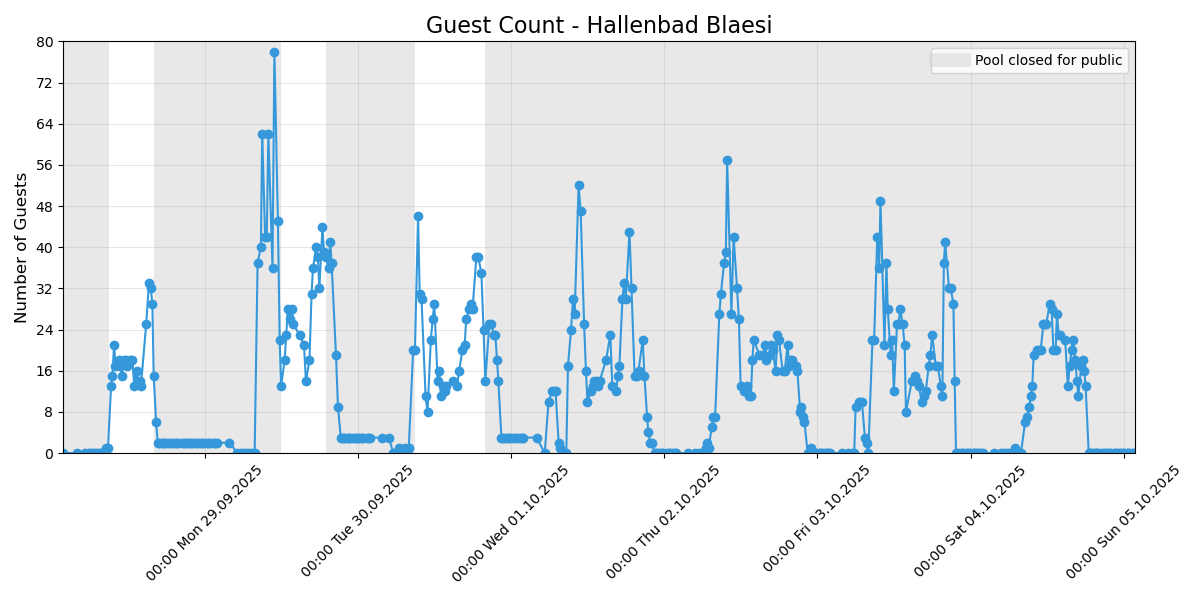 Guest Count - Hallenbad Blaesi
Pool closed for public
Number of Guests
80
72
64
56
48
40
32
24
16
8
0
00:00 Mon 29.09.2025
00:00 Tue 30.09.2025
00:00 Wed 01.10.2025
00:00 Thu 02.10.2025
00:00 Fri 03.10.2025
00:00 Sat 04.10.2025
00:00 Sun 05.10.2025